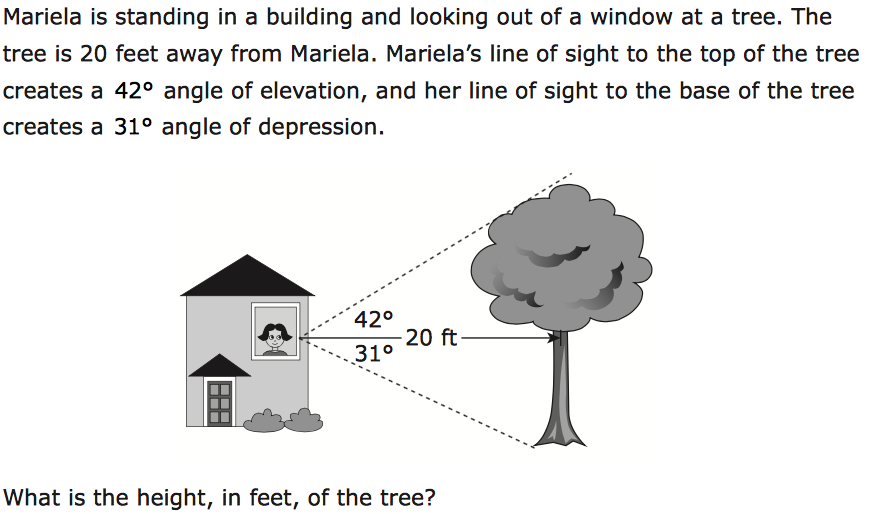 Mariela is standing in a building and looking out of a window at a tree. The
tree is 20 feet away from Mariela. Mariela’s line of sight to the top of the tree
creates a 42° angle of elevation, and her line of sight to the base of the tree
creates a 31° angle of depression.
42°
20 ft
31°
What is the height, in feet, of the tree?